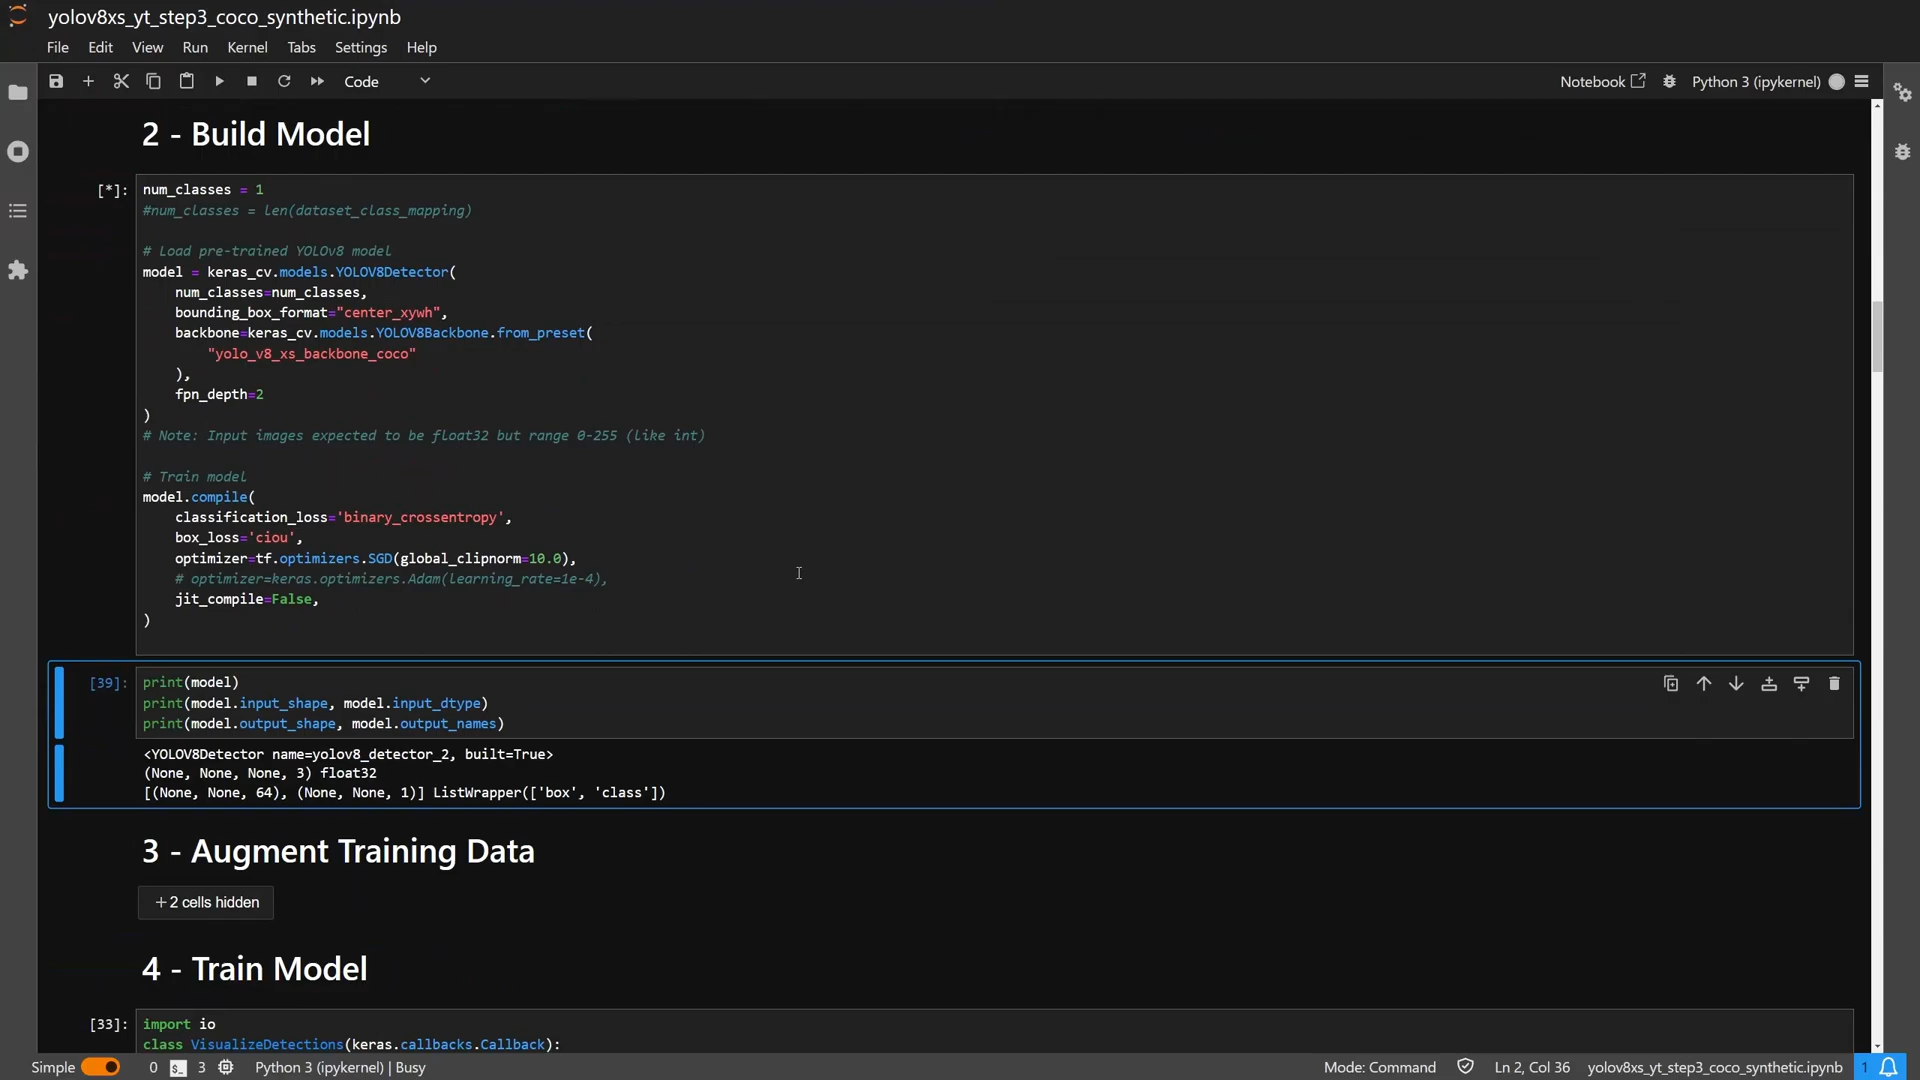 yolov8xs_yt_step3_coco_synthetic.ipynb
File Edit View Run Kernel Tabs Settings Help
Code Notebook Python 3 (ipykernel)
2 - Build Model
[*]: num_classes = 1
#num_classes = len(dataset_class_mapping)
# Load pre-trained YOLOv8 model
model = keras_cv.models.YOLOV8Detector(
num_classes=num_classes,
bounding_box_format="center_xywh",
backbone=keras_cv.models.YOLOV8Backbone.from_preset(
"yolo_v8_xs_backbone_coco"
),
fpn_depth=2
)
# Note: Input images expected to be float32 but range 0-255 (like int)
# Train model
model.compile(
classification_loss='binary_crossentropy',
box_loss='ciou',
optimizer=tf.optimizers.SGD(global_clipnorm=10.0),
# optimizer=keras.optimizers.Adam(learning_rate=1e-4),
jit_compile=False,
)
[39]: print(model)
print(model.input_shape, model.input_dtype)
print(model.output_shape, model.output_names)
<YOLOV8Detector name=yolov8_detector_2, built=True>
(None, None, None, 3) float32
[(None, None, 64), (None, None, 1)] ListWrapper(['box', 'class'])
3 - Augment Training Data
+ 2 cells hidden
4 - Train Model
[33]: import io
class VisualizeDetections(keras.callbacks.Callback):
Simple 0 $_ 3 Python 3 (ipykernel) | Busy Mode: Command Ln 2, Col 36 yolov8xs_yt_step3_coco_synthetic.ipynb 1